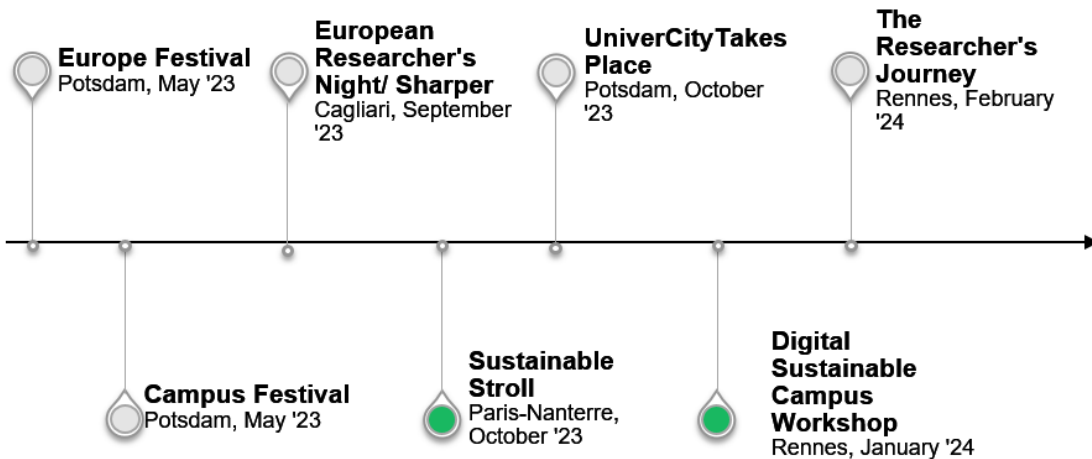 Europe Festival
Potsdam, May '23
European
Researcher's
Night/ Sharper
Cagliari, September
'23
UniverCityTakes
Place
Potsdam, October
'23
The
Researcher's
Journey
Rennes, February
'24
Campus Festival
Potsdam, May '23
Sustainable
Stroll
Paris-Nanterre,
October '23
Digital
Sustainable
Campus
Workshop
Rennes, January '24